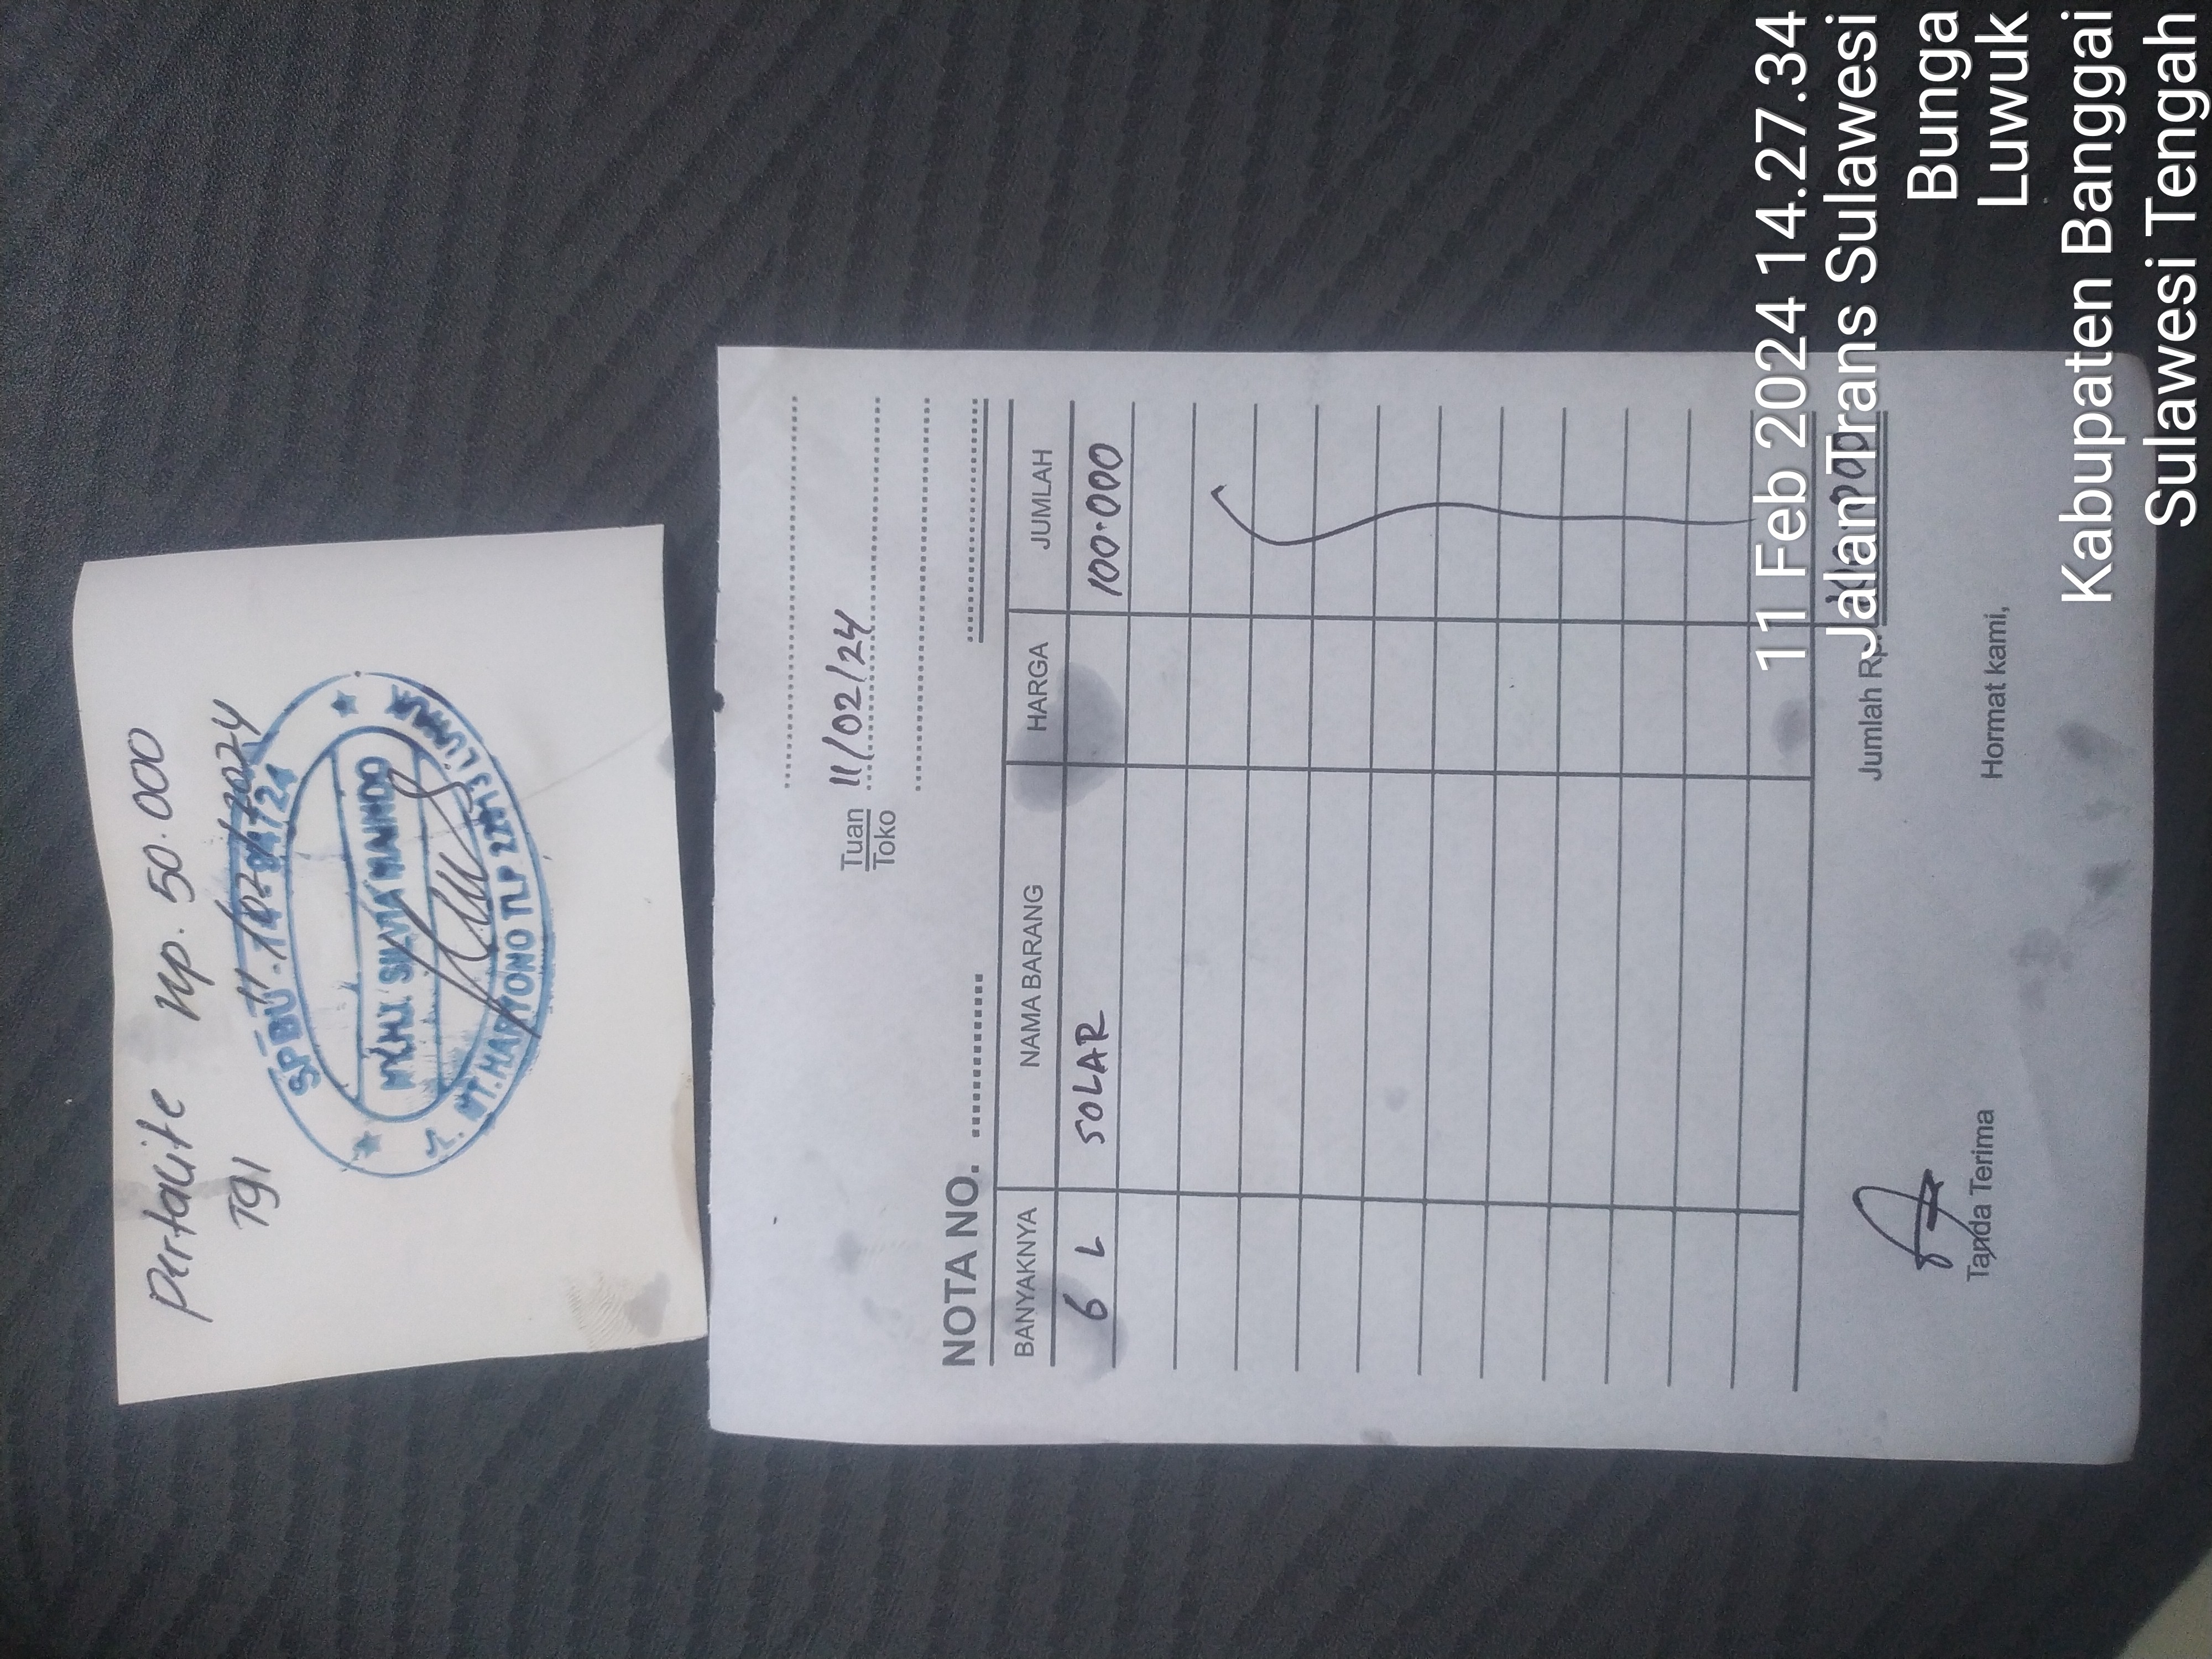 Pertalite Rp. 50.000
Tgl 11/02/2024
SPBU
SILVIA MAHINDO
MT. HARYONO TLP
Tuan 11/02/24
Toko
NOTA NO.
BANYAKNYA NAMA BARANG HARGA JUMLAH
6 L SOLAR 100.000
Jumlah Rp.
Tanda Terima Hormat kami,
11 Feb 2024 14.27.34
Jalan Trans Sulawesi
Bunga
Luwuk
Kabupaten Banggai
Sulawesi Tengah